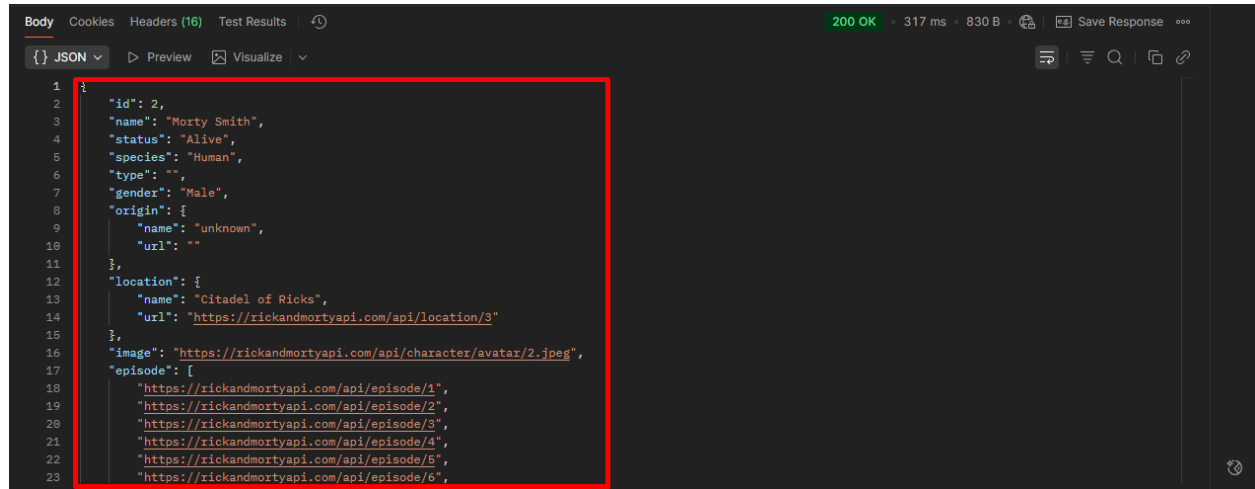 Body Cookies Headers (16) Test Results 200 OK • 317 ms • 830 B • e.g. Save Response
{} JSON Preview Visualize
1 {
2 "id": 2,
3 "name": "Morty Smith",
4 "status": "Alive",
5 "species": "Human",
6 "type": "",
7 "gender": "Male",
8 "origin": {
9 "name": "unknown",
10 "url": ""
11 },
12 "location": {
13 "name": "Citadel of Ricks",
14 "url": "https://rickandmortyapi.com/api/location/3"
15 },
16 "image": "https://rickandmortyapi.com/api/character/avatar/2.jpeg",
17 "episode": [
18 "https://rickandmortyapi.com/api/episode/1",
19 "https://rickandmortyapi.com/api/episode/2",
20 "https://rickandmortyapi.com/api/episode/3",
21 "https://rickandmortyapi.com/api/episode/4",
22 "https://rickandmortyapi.com/api/episode/5",
23 "https://rickandmortyapi.com/api/episode/6",